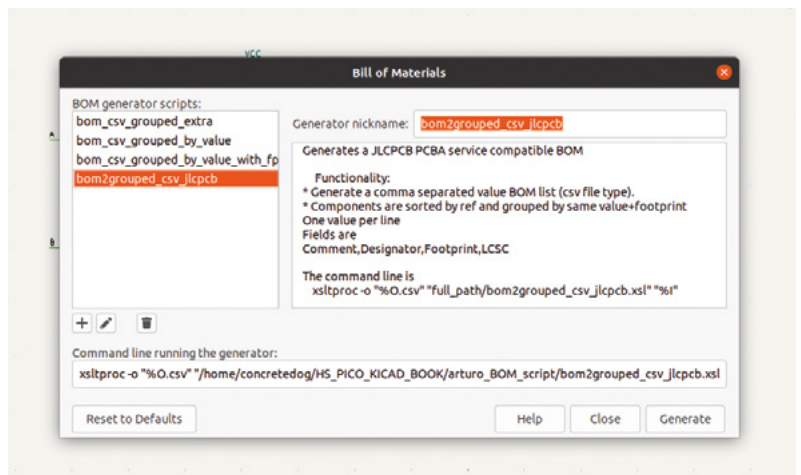 VCC
Bill of Materials
BOM generator scripts:
bom_csv_grouped_extra
bom_csv_grouped_by_value
bom_csv_grouped_by_value_with_fp
bom2grouped_csv_jlcpcb
Generator nickname: bom2grouped_csv_jlcpcb
Generates a JLCPCB PCBA service compatible BOM
Functionality:
* Generate a comma separated value BOM list (csv file type).
* Components are sorted by ref and grouped by same value+footprint
One value per line
Fields are
Comment,Designator,Footprint,LCSC
The command line is
xsltproc -o "%O.csv" "full_path/bom2grouped_csv_jlcpcb.xsl" "%I"
A
B
Command line running the generator:
xsltproc -o "%O.csv" "/home/concretedog/HS_PICO_KICAD_BOOK/arturo_BOM_script/bom2grouped_csv_jlcpcb.xsl
Reset to Defaults
Help
Close
Generate